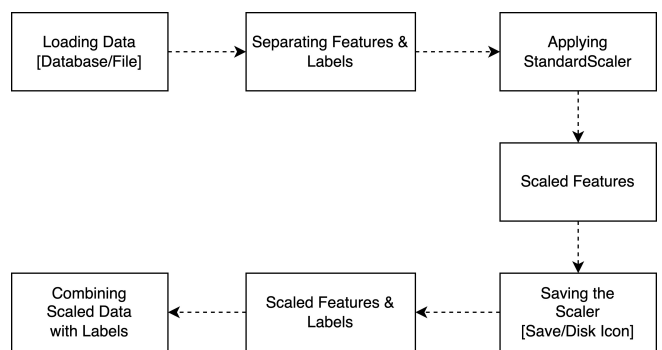 Loading Data
[Database/File]
Separating Features &
Labels
Applying
StandardScaler
Scaled Features
Saving the
Scaler
[Save/Disk Icon]
Scaled Features &
Labels
Combining
Scaled Data
with Labels